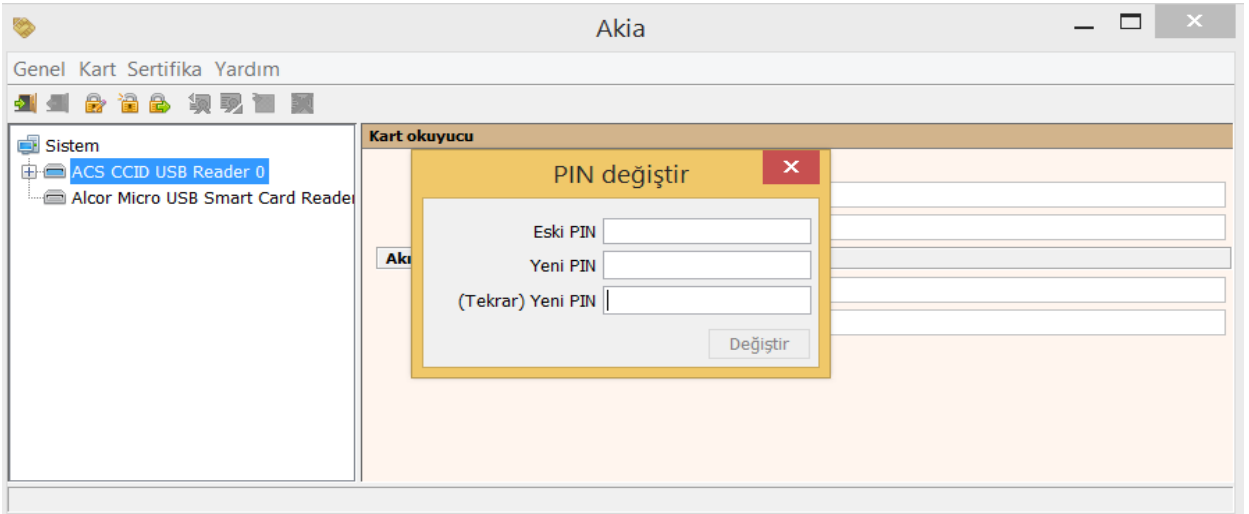 Akia
Genel Kart Sertifika Yardım
Sistem
ACS CCID USB Reader 0
Alcor Micro USB Smart Card Reader
Kart okuyucu
PIN değiştir
Eski PIN
Yeni PIN
(Tekrar) Yeni PIN
Değiştir